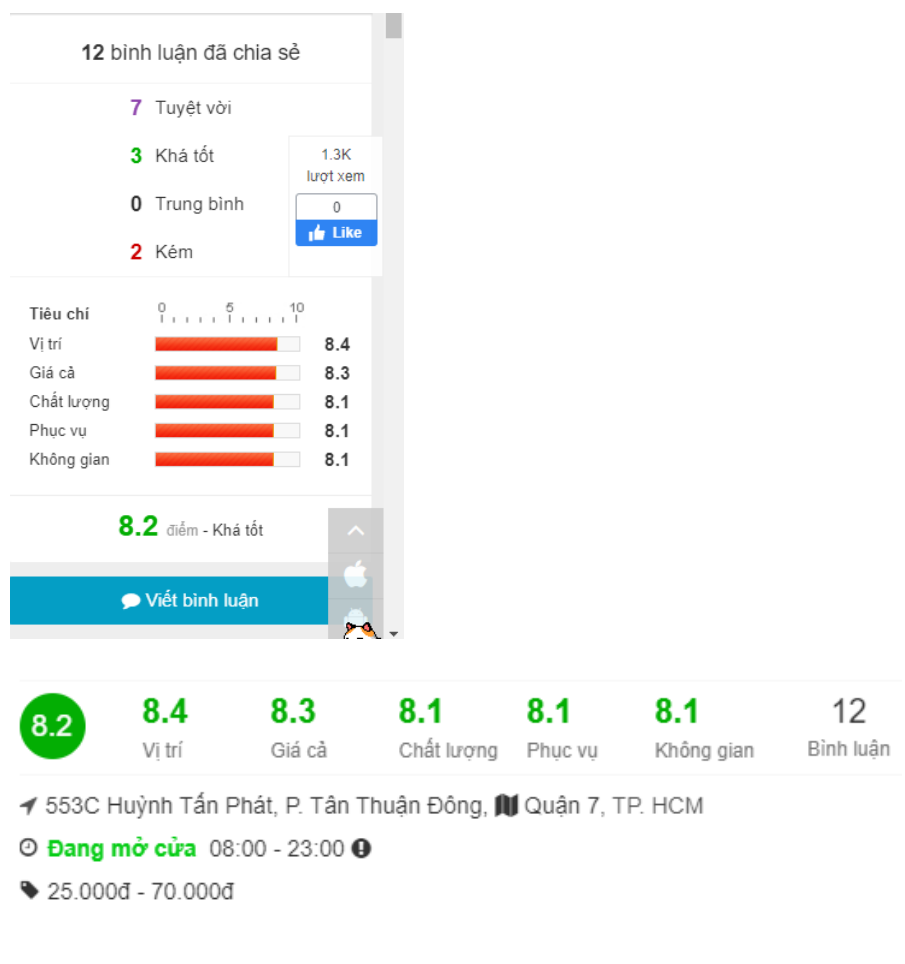 12 bình luận đã chia sẻ
7 Tuyệt vời
3 Khá tốt
1.3K
lượt xem
0 Trung bình
0
Like
2 Kém
Tiêu chí 0 5 10
Vị trí 8.4
Giá cả 8.3
Chất lượng 8.1
Phục vụ 8.1
Không gian 8.1
8.2 điểm - Khá tốt
Viết bình luận
8.2 8.4 8.3 8.1 8.1 8.1 12
Vị trí Giá cả Chất lượng Phục vụ Không gian Bình luận
553C Huỳnh Tấn Phát, P. Tân Thuận Đông, Quận 7, TP. HCM
Đang mở cửa 08:00 - 23:00
25.000đ - 70.000đ